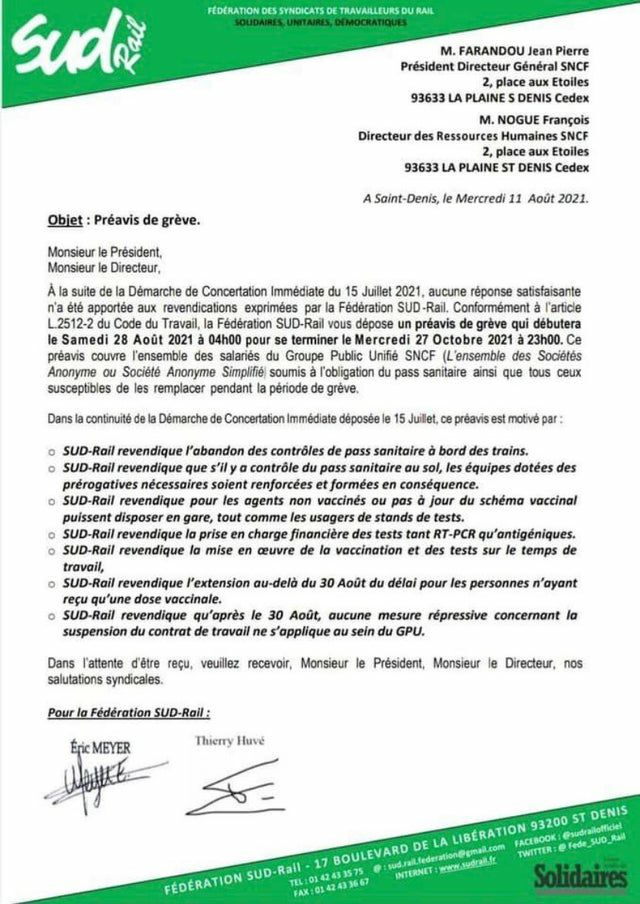 Sud Rail
FÉDÉRATION DES SYNDICATS DE TRAVAILLEURS DU RAIL
SOLIDAIRES, UNITAIRES, DÉMOCRATIQUES
M. FARANDOU Jean Pierre
Président Directeur Général SNCF
2, place aux Etoiles
93633 LA PLAINE S DENIS Cedex
M. NOGUE François
Directeur des Ressources Humaines SNCF
2, place aux Etoiles
93633 LA PLAINE ST DENIS Cedex
A Saint-Denis, le Mercredi 11 Août 2021.
Objet : Préavis de grève.
Monsieur le Président,
Monsieur le Directeur,
À la suite de la Démarche de Concertation Immédiate du 15 Juillet 2021, aucune réponse satisfaisante
n'a été apportée aux revendications exprimées par la Fédération SUD-Rail. Conformément à l'article
L.2512-2 du Code du Travail, la Fédération SUD-Rail vous dépose un préavis de grève qui débutera
le Samedi 28 Août 2021 à 04h00 pour se terminer le Mercredi 27 Octobre 2021 à 23h00. Ce
préavis couvre l'ensemble des salariés du Groupe Public Unifié SNCF (L'ensemble des Sociétés
Anonyme ou Société Anonyme Simplifié) soumis à l'obligation du pass sanitaire ainsi que tous ceux
susceptibles de les remplacer pendant la période de grève.
Dans la continuité de la Démarche de Concertation Immédiate déposée le 15 Juillet, ce préavis est motivé par :
o SUD-Rail revendique l'abandon des contrôles de pass sanitaire à bord des trains.
o SUD-Rail revendique que s'il y a contrôle du pass sanitaire au sol, les équipes dotées des
prérogatives nécessaires soient renforcées et formées en conséquence.
o SUD-Rail revendique pour les agents non vaccinés ou pas à jour du schéma vaccinal
puissent disposer en gare, tout comme les usagers de stands de tests.
o SUD-Rail revendique la prise en charge financière des tests tant RT-PCR qu'antigéniques.
o SUD-Rail revendique la mise en œuvre de la vaccination et des tests sur le temps de
travail,
o SUD-Rail revendique l'extension au-delà du 30 Août du délai pour les personnes n'ayant
reçu qu'une dose vaccinale.
o SUD-Rail revendique qu'après le 30 Août, aucune mesure répressive concernant la
suspension du contrat de travail ne s'applique au sein du GPU.
Dans l'attente d'être reçu, veuillez recevoir, Monsieur le Président, Monsieur le Directeur, nos
salutations syndicales.
Pour la Fédération SUD-Rail :
Éric MEYER
Thierry Huvé
FÉDÉRATION SUD-Rail - 17 BOULEVARD DE LA LIBÉRATION 93200 ST DENIS
TEL : 01 42 43 35 75 @ : sud.rail.federation@gmail.com FACEBOOK : @sudrailofficiel
FAX : 01 42 43 36 67 INTERNET : www.sudrail.fr TWITTER : @ Fede_SUD_Rail
Solidaires